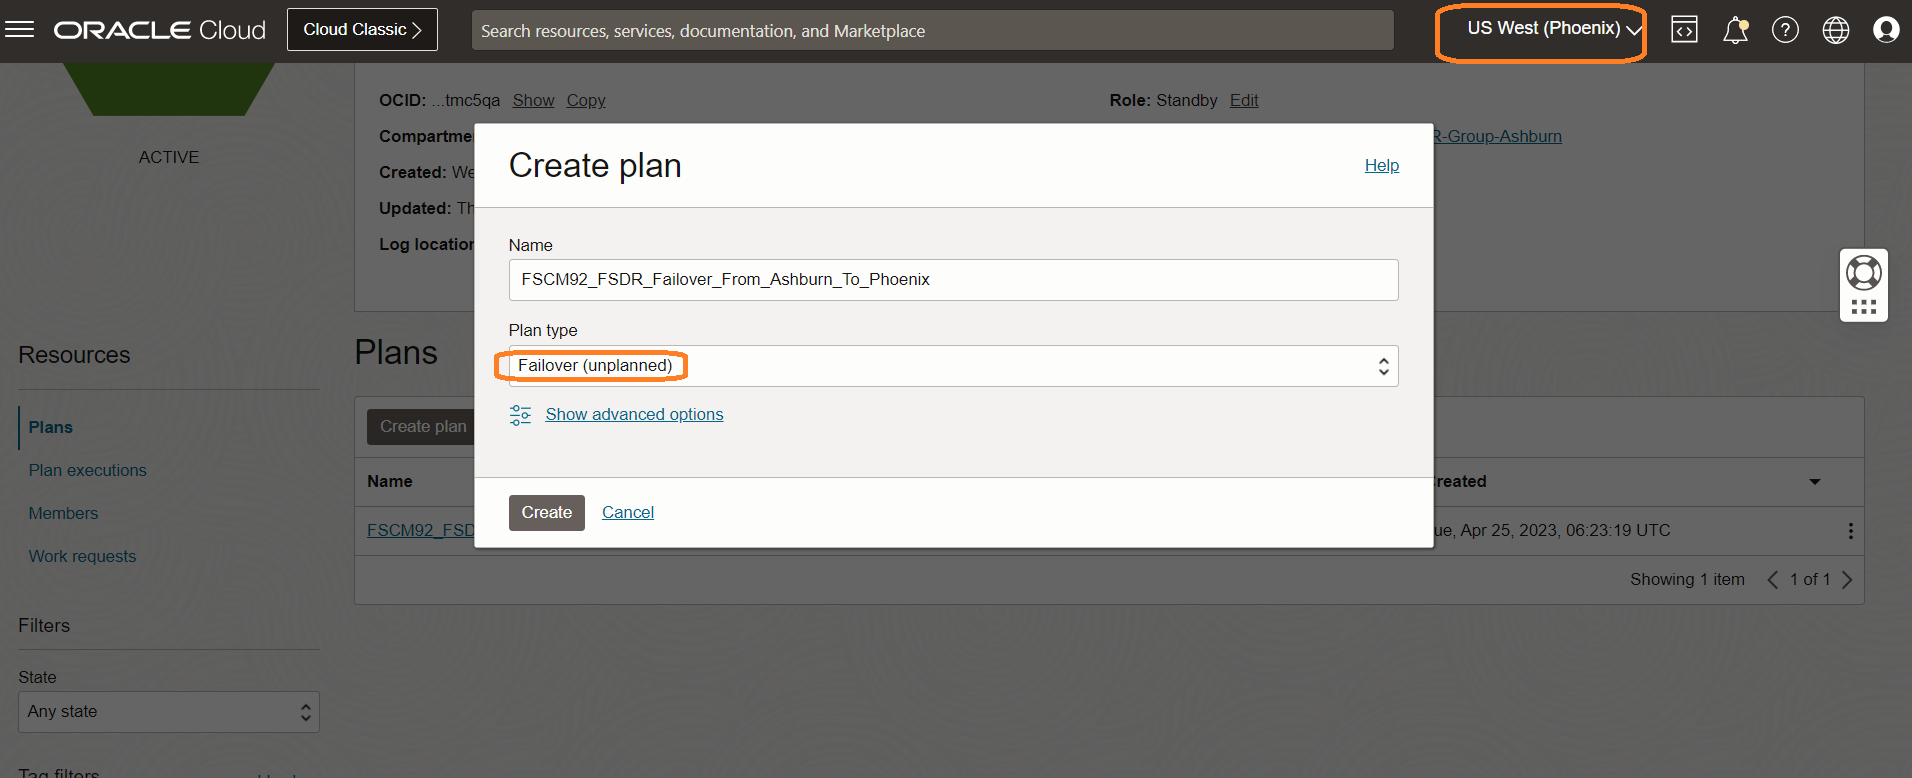 ORACLE Cloud Cloud Classic Search resources, services, documentation, and Marketplace US West (Phoenix)
OCID: ...tmc5qa Show Copy Role: Standby Edit
ACTIVE
Compartme R-Group-Ashburn
Created: We
Updated: Th
Log location
Create plan Help
Name
FSCM92_FSDR_Failover_From_Ashburn_To_Phoenix
Plan type
Failover (unplanned)
Show advanced options
Create Cancel
Resources
Plans
Plan executions
Members
Work requests
Plans
Create plan
Name reated
FSCM92_FSD ue, Apr 25, 2023, 06:23:19 UTC
Showing 1 item 1 of 1
Filters
State
Any state
Tag filters